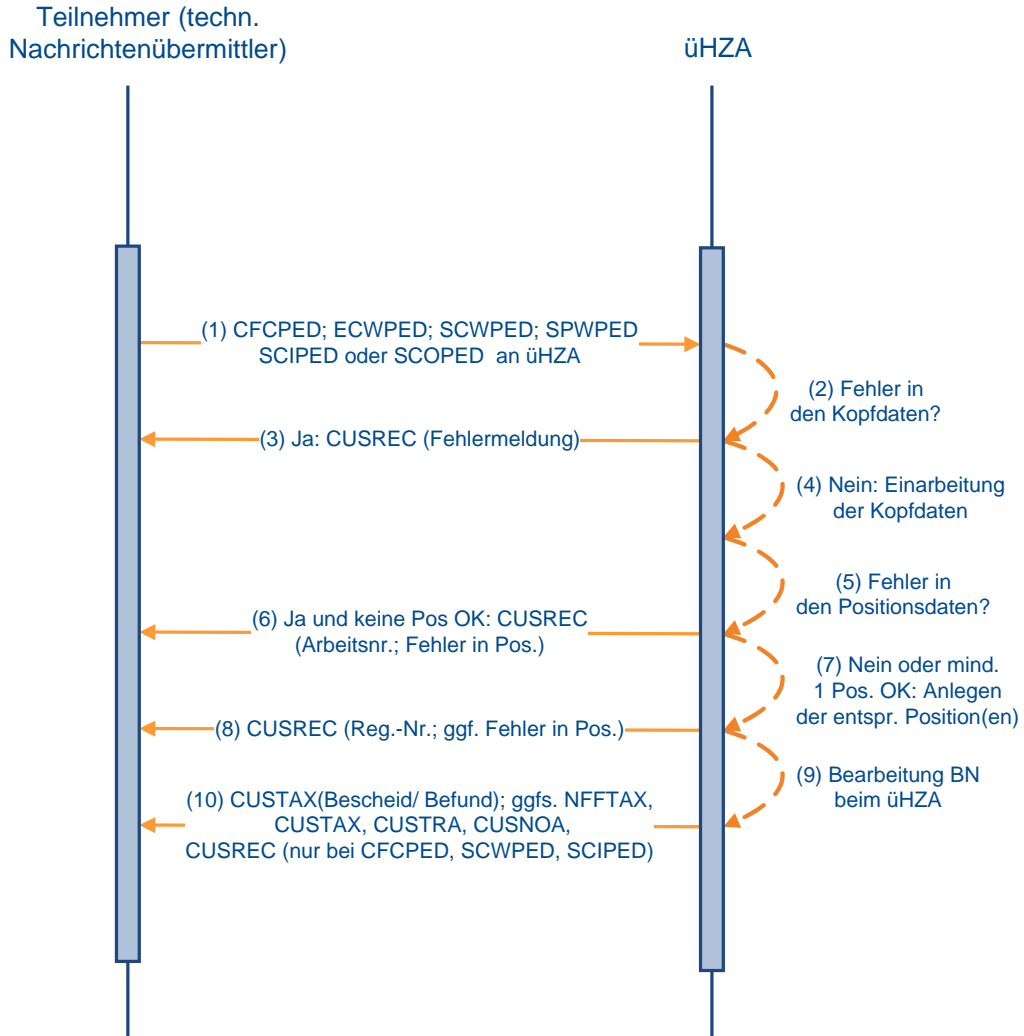 Teilnehmer (techn.
Nachrichtenübermittler)
üHZA
(1) CFCPED; ECWPED; SCWPED; SPWPED
SCIPED oder SCOPED an üHZA
(2) Fehler in
den Kopfdaten?
(3) Ja: CUSREC (Fehlermeldung)
(4) Nein: Einarbeitung
der Kopfdaten
(5) Fehler in
den Positionsdaten?
(6) Ja und keine Pos OK: CUSREC
(Arbeitsnr.; Fehler in Pos.)
(7) Nein oder mind.
1 Pos. OK: Anlegen
der entspr. Position(en)
(8) CUSREC (Reg.-Nr.; ggf. Fehler in Pos.)
(9) Bearbeitung BN
beim üHZA
(10) CUSTAX(Bescheid/ Befund); ggfs. NFFTAX,
CUSTAX, CUSTRA, CUSNOA,
CUSREC (nur bei CFCPED, SCWPED, SCIPED)